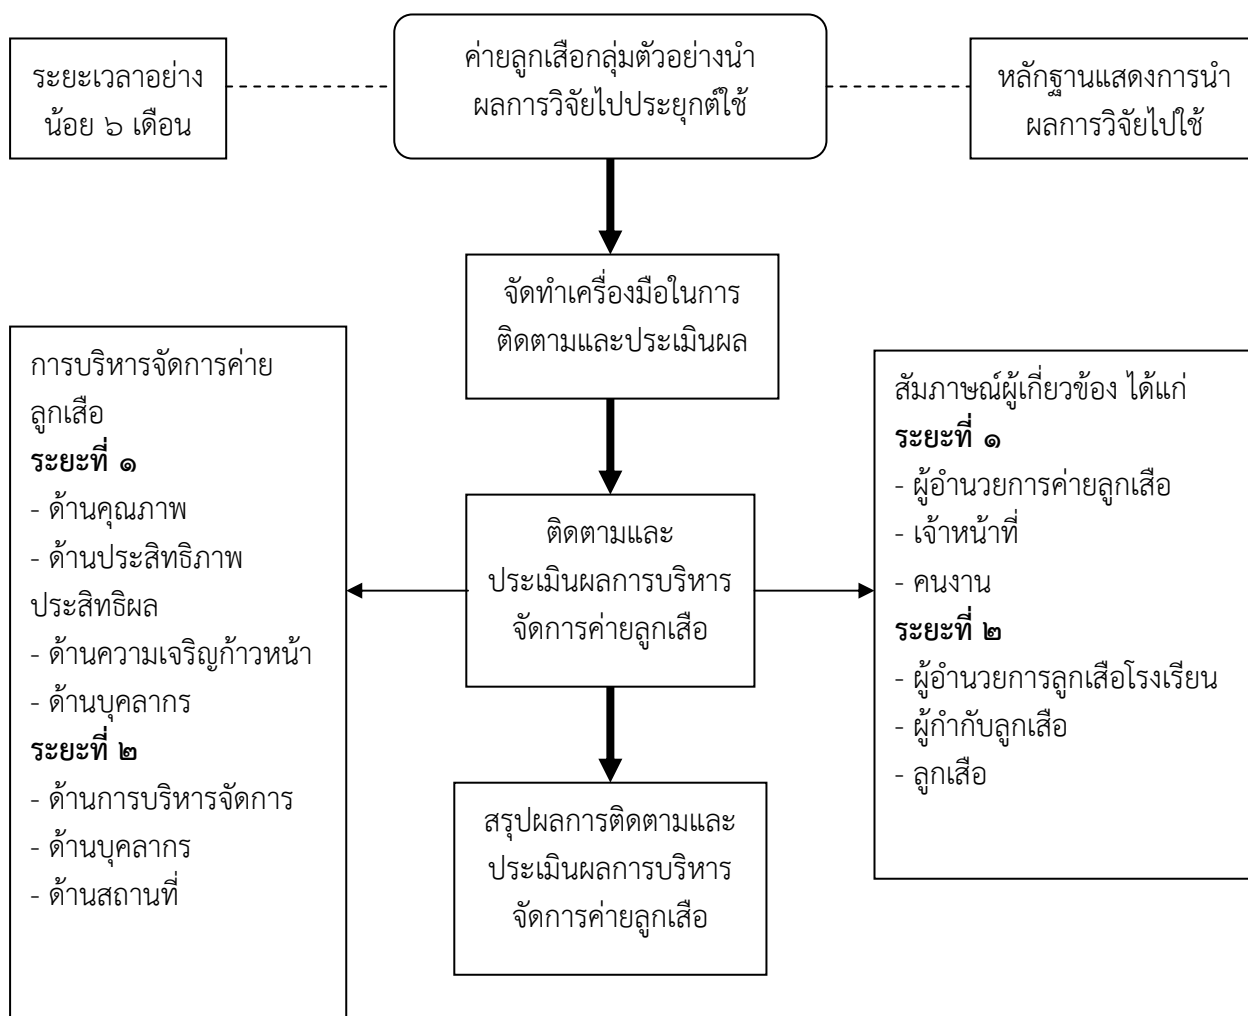 ระยะเวลาอย่าง
น้อย ๖ เดือน
ค่ายลูกเสือกลุ่มตัวอย่างนำ
ผลการวิจัยไปประยุกต์ใช้
หลักฐานแสดงการนำ
ผลการวิจัยไปใช้
จัดทำเครื่องมือในการ
ติดตามและประเมินผล
การบริหารจัดการค่าย
ลูกเสือ
ระยะที่ ๑
- ด้านคุณภาพ
- ด้านประสิทธิภาพ
ประสิทธิผล
- ด้านความเจริญก้าวหน้า
- ด้านบุคลากร
ระยะที่ ๒
- ด้านการบริหารจัดการ
- ด้านบุคลากร
- ด้านสถานที่
ติดตามและ
ประเมินผลการบริหาร
จัดการค่ายลูกเสือ
สัมภาษณ์ผู้เกี่ยวข้อง ได้แก่
ระยะที่ ๑
- ผู้อำนวยการค่ายลูกเสือ
- เจ้าหน้าที่
- คนงาน
ระยะที่ ๒
- ผู้อำนวยการลูกเสือโรงเรียน
- ผู้กำกับลูกเสือ
- ลูกเสือ
สรุปผลการติดตามและ
ประเมินผลการบริหาร
จัดการค่ายลูกเสือ